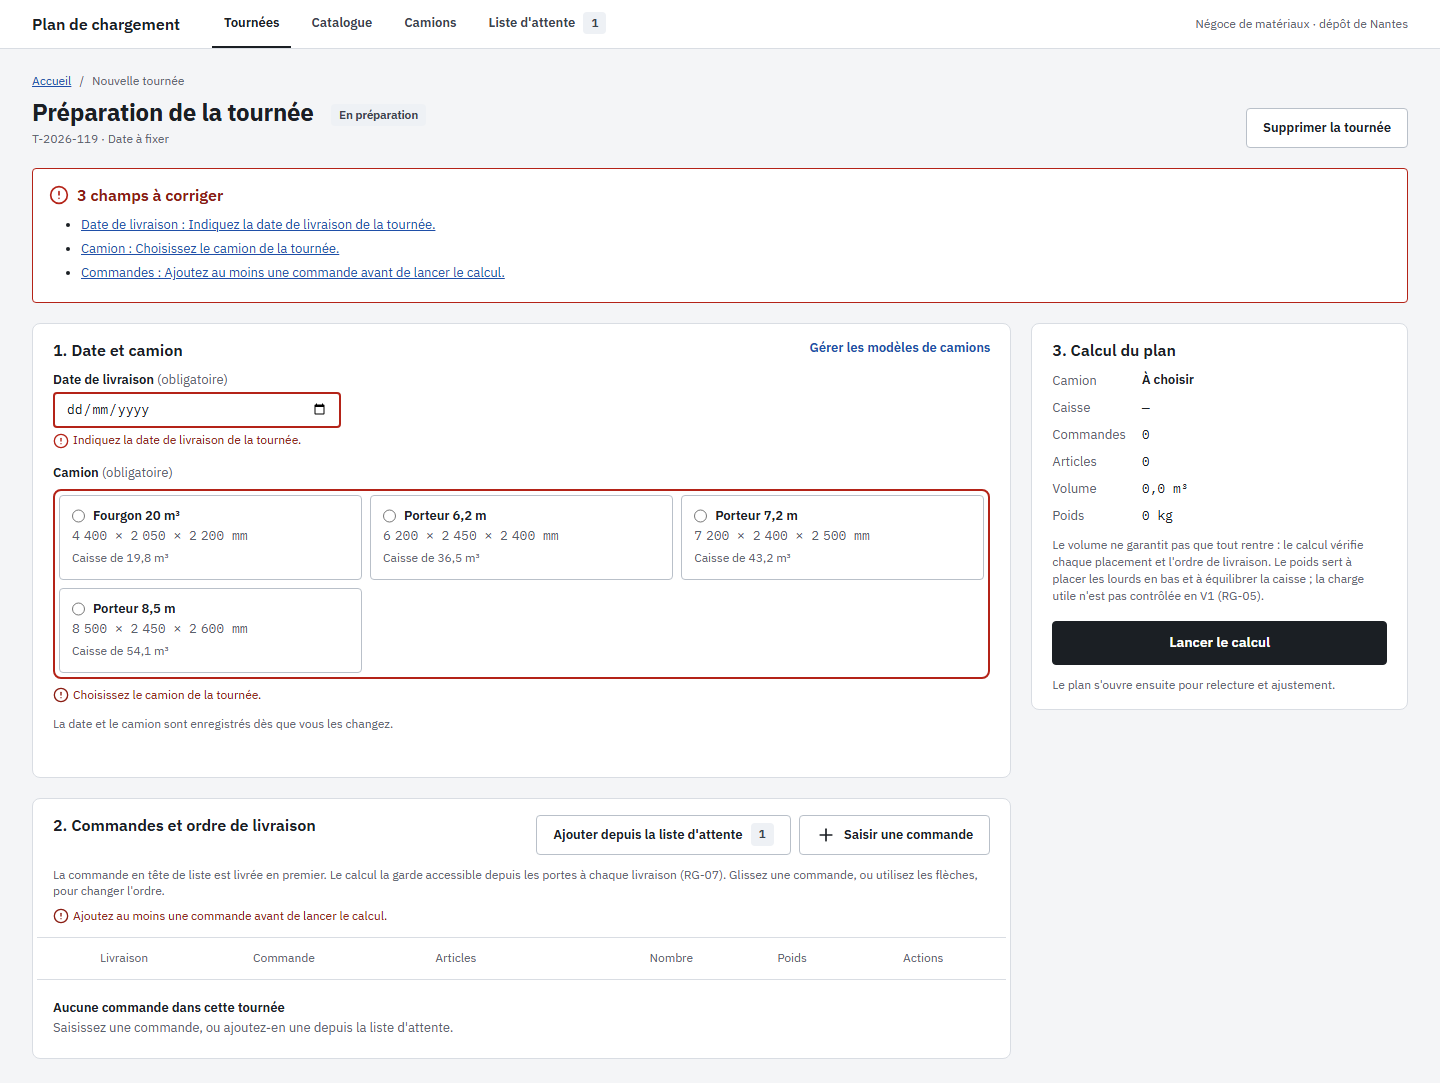 Plan de chargement
Tournées
Catalogue
Camions
Liste d'attente 1
Négoce de matériaux · dépôt de Nantes
Accueil / Nouvelle tournée
Préparation de la tournée
En préparation
T-2026-119 · Date à fixer
Supprimer la tournée
3 champs à corriger
Date de livraison : Indiquez la date de livraison de la tournée.
Camion : Choisissez le camion de la tournée.
Commandes : Ajoutez au moins une commande avant de lancer le calcul.
1. Date et camion
Gérer les modèles de camions
Date de livraison (obligatoire)
dd/mm/yyyy
Indiquez la date de livraison de la tournée.
Camion (obligatoire)
Fourgon 20 m³
4 400 × 2 050 × 2 200 mm
Caisse de 19,8 m³
Porteur 6,2 m
6 200 × 2 450 × 2 400 mm
Caisse de 36,5 m³
Porteur 7,2 m
7 200 × 2 400 × 2 500 mm
Caisse de 43,2 m³
Porteur 8,5 m
8 500 × 2 450 × 2 600 mm
Caisse de 54,1 m³
Choisissez le camion de la tournée.
La date et le camion sont enregistrés dès que vous les changez.
3. Calcul du plan
Camion À choisir
Caisse —
Commandes 0
Articles 0
Volume 0,0 m³
Poids 0 kg
Le volume ne garantit pas que tout rentre : le calcul vérifie
chaque placement et l'ordre de livraison. Le poids sert à
placer les lourds en bas et à équilibrer la caisse ; la charge
utile n'est pas contrôlée en V1 (RG-05).
Lancer le calcul
Le plan s'ouvre ensuite pour relecture et ajustement.
2. Commandes et ordre de livraison
Ajouter depuis la liste d'attente 1
Saisir une commande
La commande en tête de liste est livrée en premier. Le calcul la garde accessible depuis les portes à chaque livraison (RG-07). Glissez une commande, ou utilisez les flèches,
pour changer l'ordre.
Ajoutez au moins une commande avant de lancer le calcul.
Livraison Commande Articles Nombre Poids Actions
Aucune commande dans cette tournée
Saisissez une commande, ou ajoutez-en une depuis la liste d'attente.